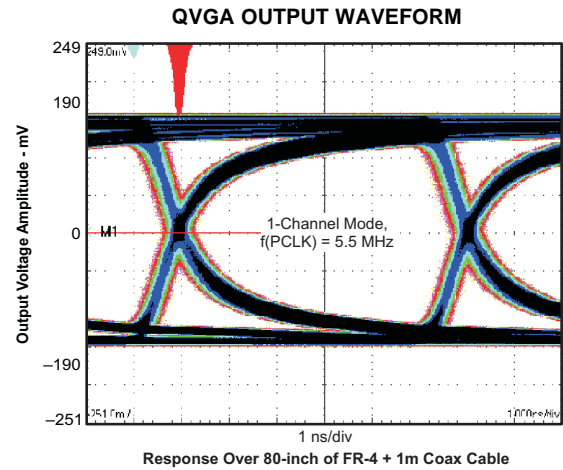 QVGA OUTPUT WAVEFORM
249
249.0mV
190
Output Voltage Amplitude - mV
0
M1
1-Channel Mode,
f(PCLK) = 5.5 MHz
–190
–251
-251.0mV
1.000ns/div
1 ns/div
Response Over 80-inch of FR-4 + 1m Coax Cable